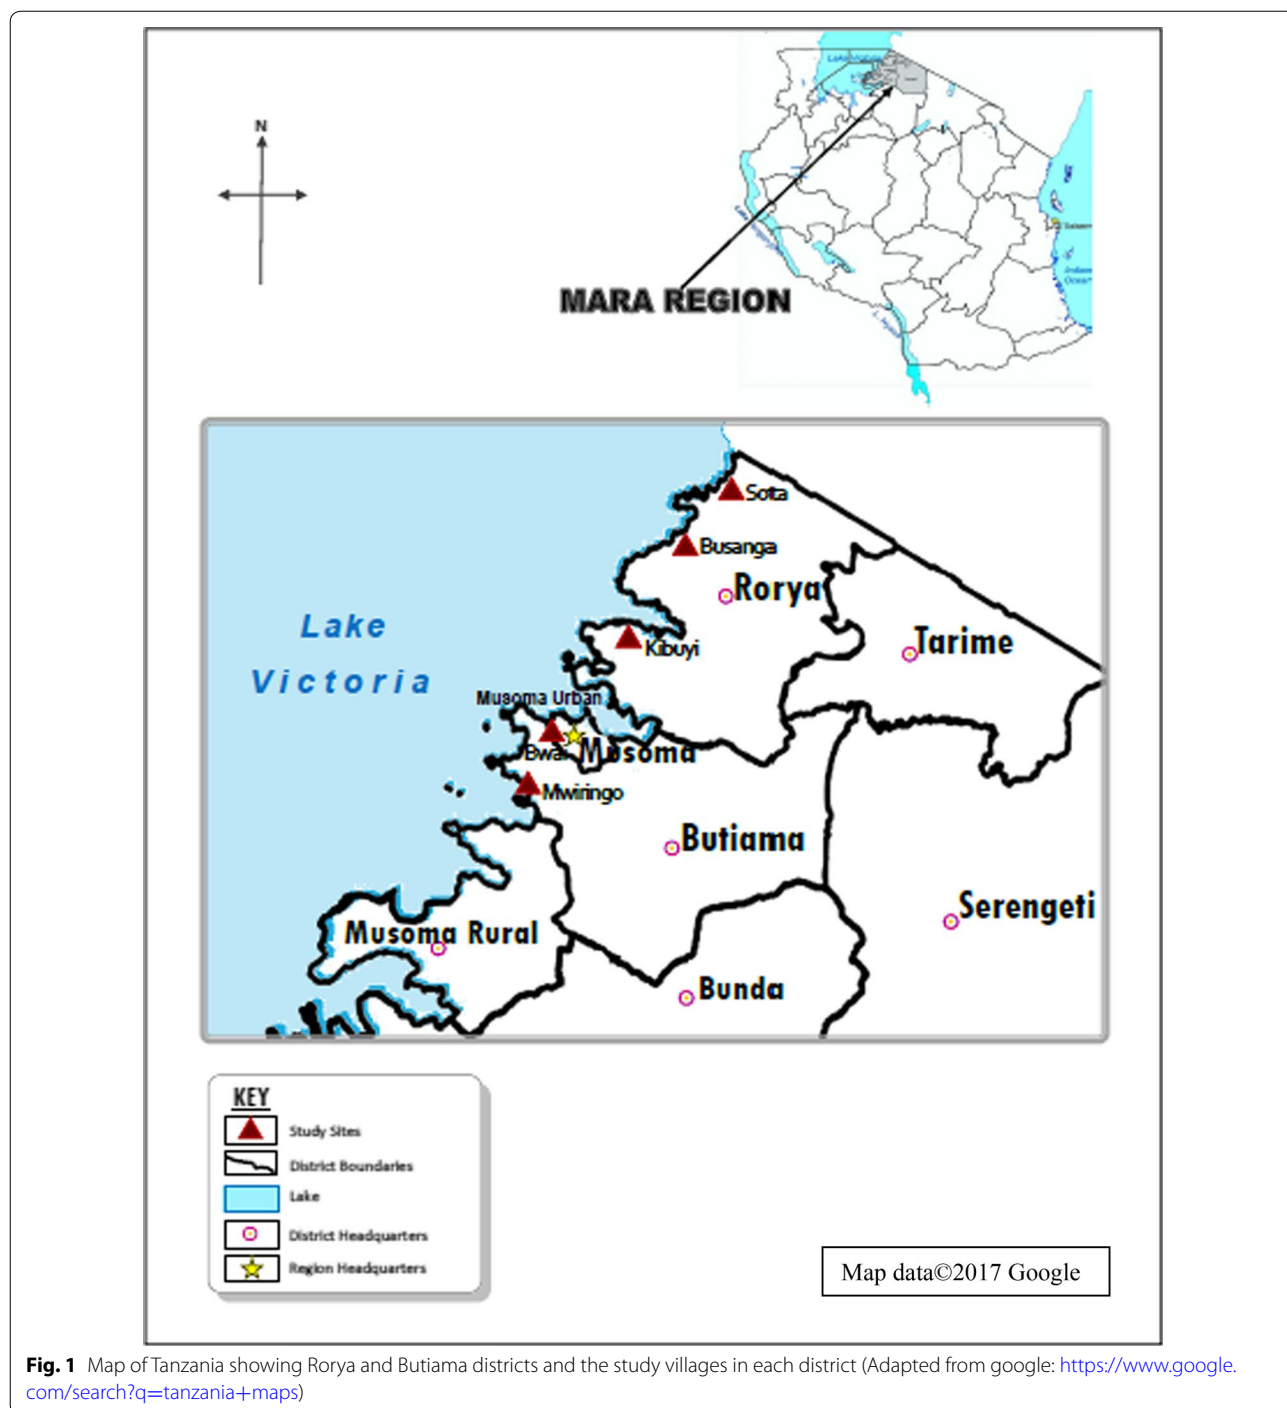 N
MARA REGION
Sota
Busanga
Rorya
Tarime
Kibuyi
Lake
Victoria
Musoma Urban
Musoma
Mwiringo
Butiama
Serengeti
Musoma Rural
Bunda
KEY
Study Sites
District Boundaries
Lake
District Headquarters
Region Headquarters
Map data©2017 Google
Fig. 1 Map of Tanzania showing Rorya and Butiama districts and the study villages in each district (Adapted from google: https://www.google.
com/search?q=tanzania+maps)